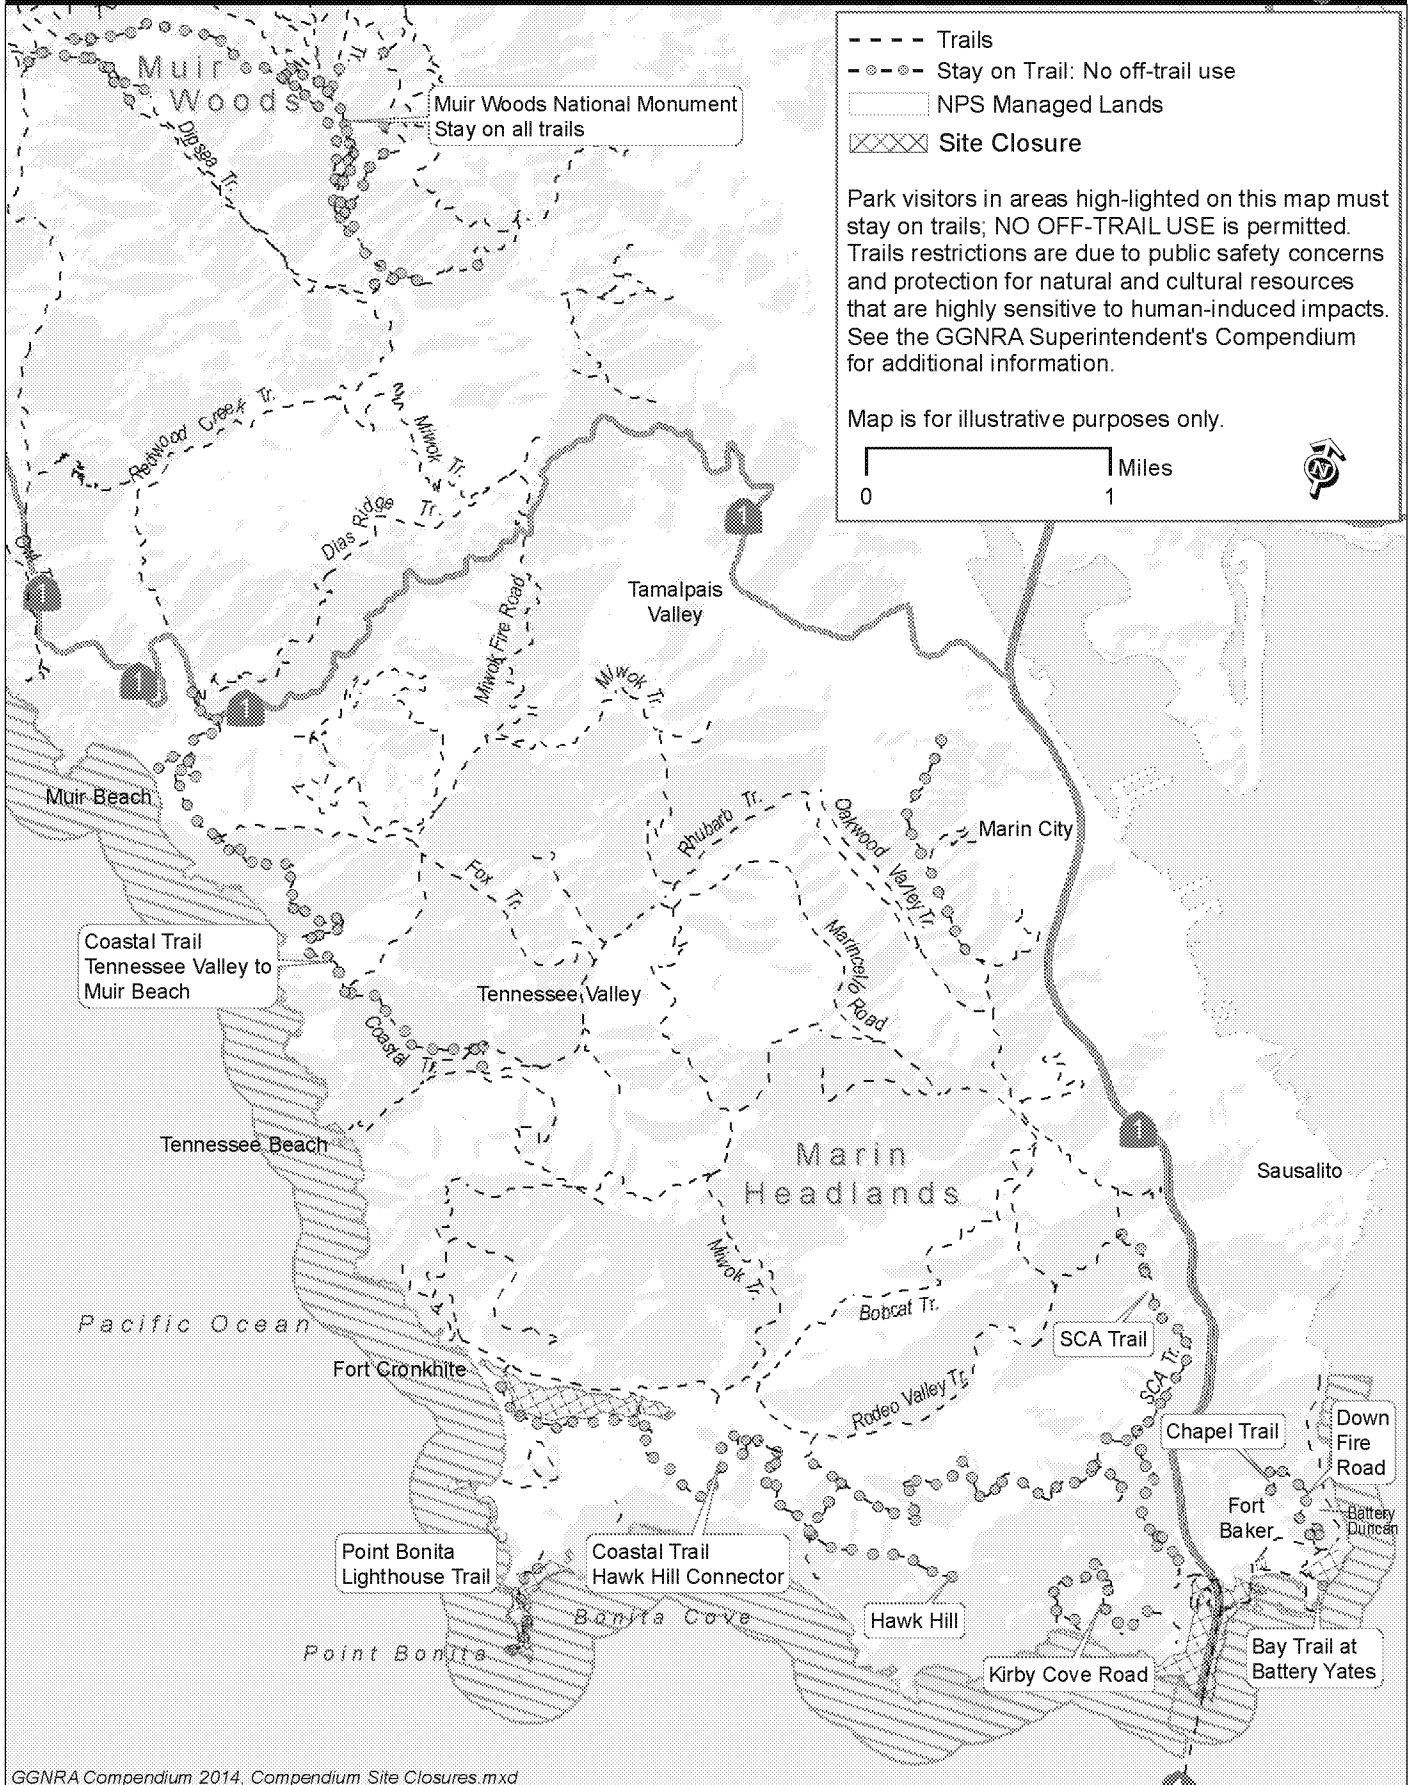 Trails
Stay on Trail: No off-trail use
NPS Managed Lands
Site Closure
Park visitors in areas high-lighted on this map must
stay on trails; NO OFF-TRAIL USE is permitted.
Trails restrictions are due to public safety concerns
and protection for natural and cultural resources
that are highly sensitive to human-induced impacts.
See the GGNRA Superintendent's Compendium
for additional information.
Map is for illustrative purposes only.
Miles
0 1
N
Muir
Woods
Tr.
Muir Woods National Monument
Stay on all trails
Dipsea Tr.
Redwood Creek Tr.
Miwok Tr.
Dias Ridge Tr.
1
1
1
1
Tamalpais
Valley
Miwok Fire Road
Miwok Tr.
Muir Beach
Rhubarb Tr.
Oakwood Valley Tr.
Marin City
Fox Tr.
Marincello Road
Coastal Trail
Tennessee Valley to
Muir Beach
Tennessee Valley
Coastal Tr.
Tennessee Beach
1
Marin
Headlands
Sausalito
Miwok Tr.
Bobcat Tr.
Pacific Ocean
SCA Trail
Fort Cronkhite
SCA Tr.
Rodeo Valley Tr.
Chapel Trail
Down
Fire
Road
Fort
Baker
Battery
Duncan
Point Bonita
Lighthouse Trail
Coastal Trail
Hawk Hill Connector
Bonita Cove
Hawk Hill
Point Bonita
Kirby Cove Road
Bay Trail at
Battery Yates
GGNRA Compendium 2014, Compendium Site Closures.mxd